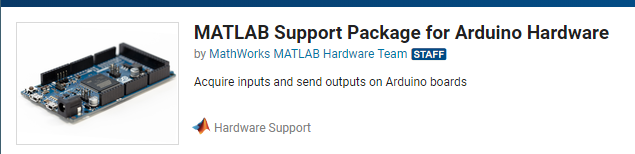 MATLAB Support Package for Arduino Hardware
by MathWorks MATLAB Hardware Team STAFF
Acquire inputs and send outputs on Arduino boards
Hardware Support